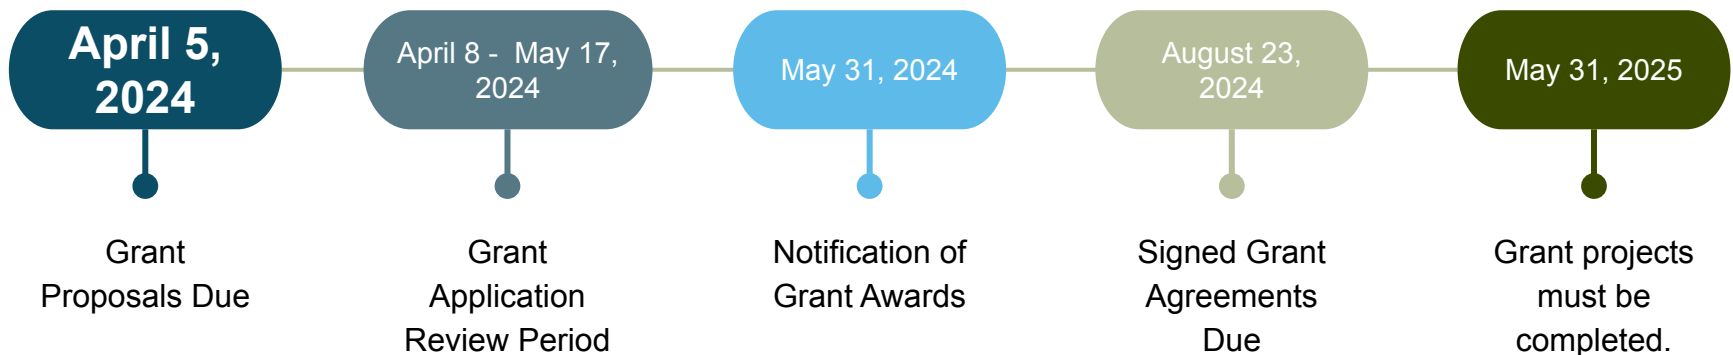 April 5,
2024
April 8 -  May 17,
2024
May 31, 2024
August 23,
2024
May 31, 2025
Grant
Proposals Due
Grant
Application
Review Period
Notification of
Grant Awards
Signed Grant
Agreements
Due
Grant projects
must be
completed.